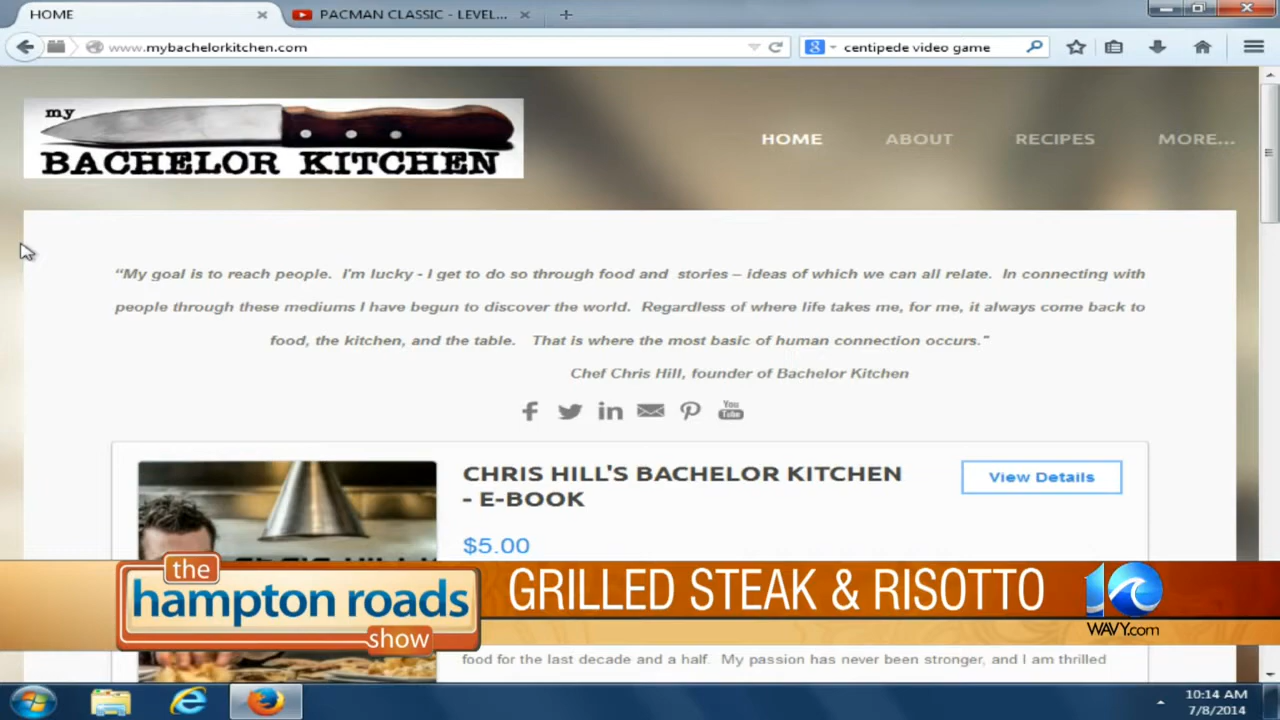 HOME
PACMAN CLASSIC - LEVEL...
www.mybachelorkitchen.com
centipede video game
my
BACHELOR KITCHEN
HOME ABOUT RECIPES MORE...
“My goal is to reach people. I'm lucky - I get to do so through food and stories – ideas of which we can all relate. In connecting with
people through these mediums I have begun to discover the world. Regardless of where life takes me, for me, it always come back to
food, the kitchen, and the table. That is where the most basic of human connection occurs."
Chef Chris Hill, founder of Bachelor Kitchen
You Tube
CHRIS HILL'S BACHELOR KITCHEN
- E-BOOK
View Details
$5.00
the
hampton roads
show
GRILLED STEAK & RISOTTO
10
WAVY.com
food for the last decade and a half. My passion has never been stronger, and I am thrilled
10:14 AM
7/8/2014